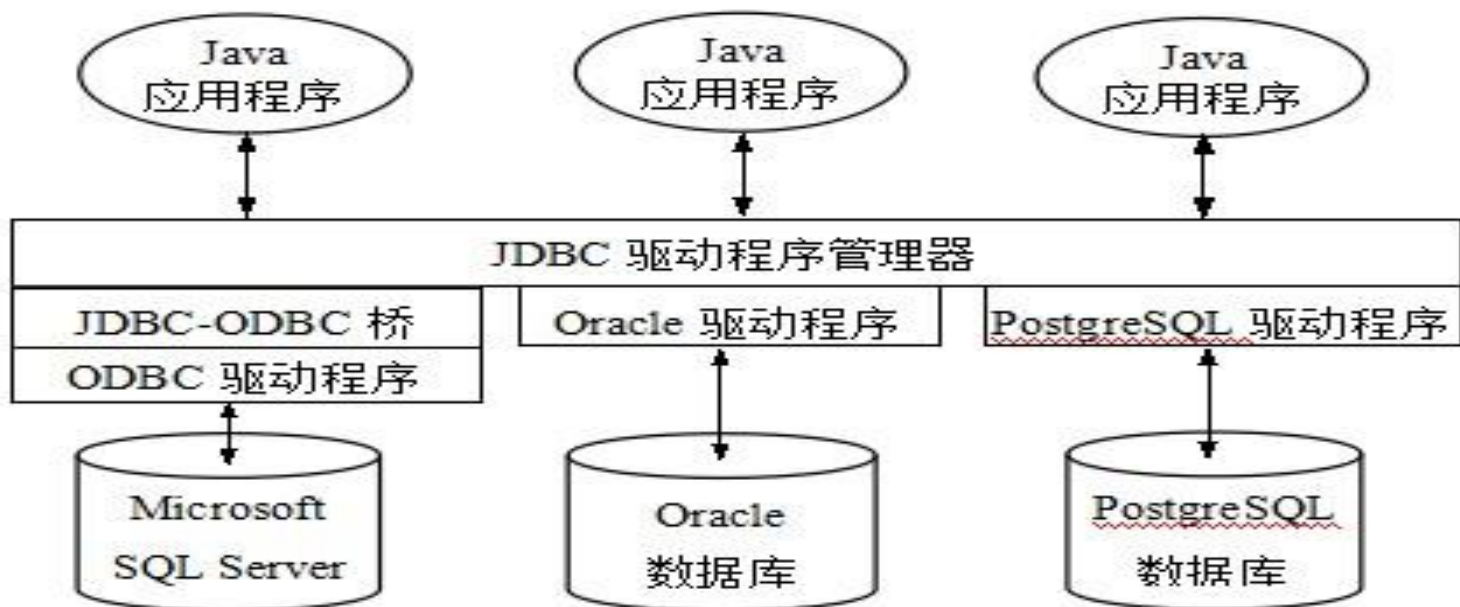 Java
应用程序
Java
应用程序
Java
应用程序
JDBC 驱动程序管理器
JDBC-ODBC 桥
Oracle 驱动程序
PostgreSQL 驱动程序
ODBC 驱动程序
Microsoft
SQL Server
Oracle
数据库
PostgreSQL
数据库